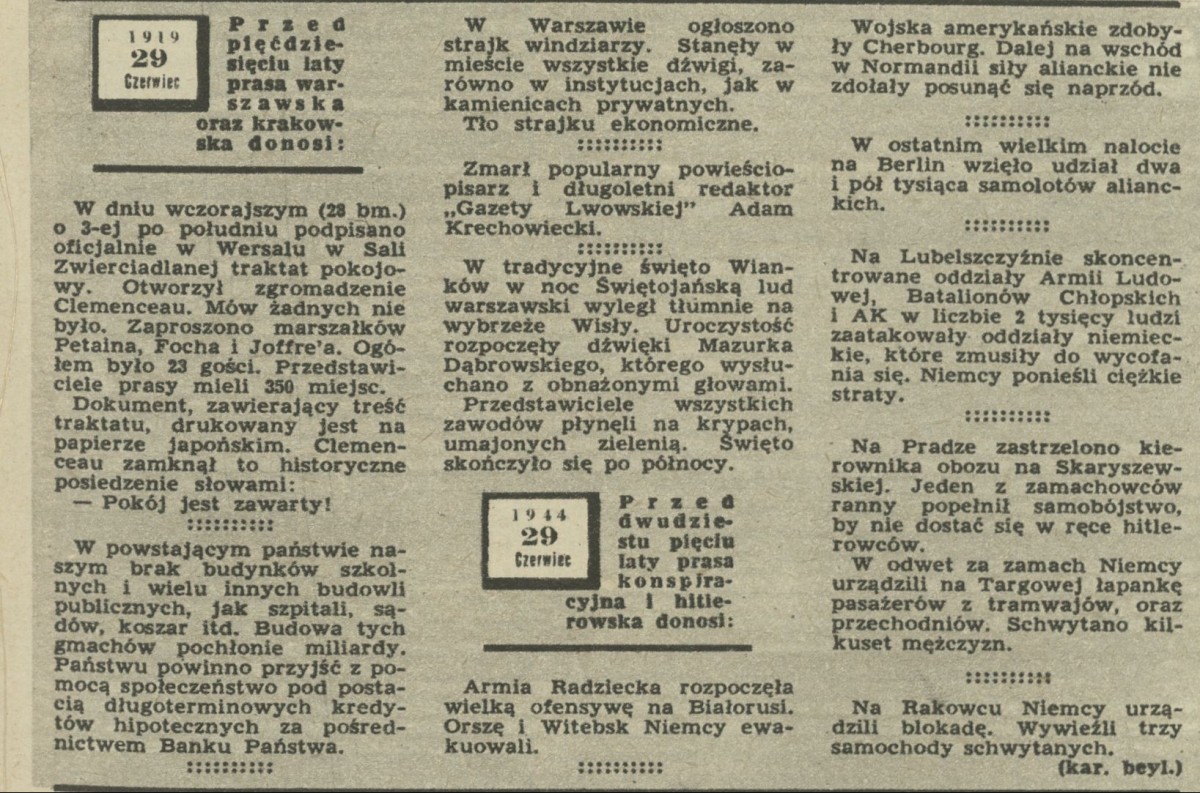 1919
29
Czerwiec
Przed
pięćdzie-
sięciu laty
prasa war-
szawska
oraz krakow-
ska donosi:
W dniu wczorajszym (28 bm.)
o 3-ej po południu podpisano
oficjalnie w Wersalu w Sali
Zwierciadlanej traktat pokojo-
wy. Otworzył zgromadzenie
Clemenceau. Mów żadnych nie
było. Zaproszono marszałków
Petaina, Focha i Joffre'a. Ogó-
łem było 23 gości. Przedstawi-
ciele prasy mieli 350 miejsc.
Dokument, zawierający treść
traktatu, drukowany jest na
papierze japońskim. Clemen-
ceau zamknął to historyczne
posiedzenie słowami:
— Pokój jest zawarty!
W powstającym państwie na-
szym brak budynków szkol-
nych i wielu innych budowli
publicznych, jak szpitali, są-
dów, koszar itd. Budowa tych
gmachów pochłonie miliardy.
Państwu powinno przyjść z po-
mocą społeczeństwo pod posta-
cią długoterminowych kredy-
tów hipotecznych za pośred-
nictwem Banku Państwa.
W Warszawie ogłoszono
strajk windziarzy. Stanęły w
mieście wszystkie dźwigi, za-
równo w instytucjach, jak w
kamienicach prywatnych.
Tło strajku ekonomiczne.
Zmarł popularny powieścio-
pisarz i długoletni redaktor
„Gazety Lwowskiej" Adam
Krechowiecki.
W tradycyjne święto Wian-
ków w noc Świętojańską lud
warszawski wyległ tłumnie na
wybrzeże Wisły. Uroczystość
rozpoczęły dźwięki Mazurka
Dąbrowskiego, którego wysłu-
chano z obnażonymi głowami.
Przedstawiciele wszystkich
zawodów płynęli na krypach,
umajonych zielenią. Święto
skończyło się po północy.
1944
29
Czerwiec
Przed
dwudzie-
stu pięciu
laty prasa
konspira-
cyjna i hitle-
rowska donosi:
Armia Radziecka rozpoczęła
wielką ofensywę na Białorusi.
Orszę i Witebsk Niemcy ewa-
kuowali.
Wojska amerykańskie zdoby-
ły Cherbourg. Dalej na wschód
w Normandii siły alianckie nie
zdołały posunąć się naprzód.
W ostatnim wielkim nalocie
na Berlin wzięło udział dwa
i pół tysiąca samolotów alianc-
kich.
Na Lubelszczyźnie skoncen-
trowane oddziały Armii Ludo-
wej, Batalionów Chłopskich
i AK w liczbie 2 tysięcy ludzi
zaatakowały oddziały niemiec-
kie, które zmusiły do wycofa-
nia się. Niemcy ponieśli ciężkie
straty.
Na Pradze zastrzelono kie-
rownika obozu na Skaryszew-
skiej. Jeden z zamachowców
ranny popełnił samobójstwo,
by nie dostać się w ręce hitle-
rowców.
W odwet za zamach Niemcy
urządzili na Targowej łapankę
pasażerów z tramwajów, oraz
przechodniów. Schwytano kil-
kuset mężczyzn.
Na Rakowcu Niemcy urzą-
dzili blokadę. Wywieźli trzy
samochody schwytanych.
(kar. beyl.)